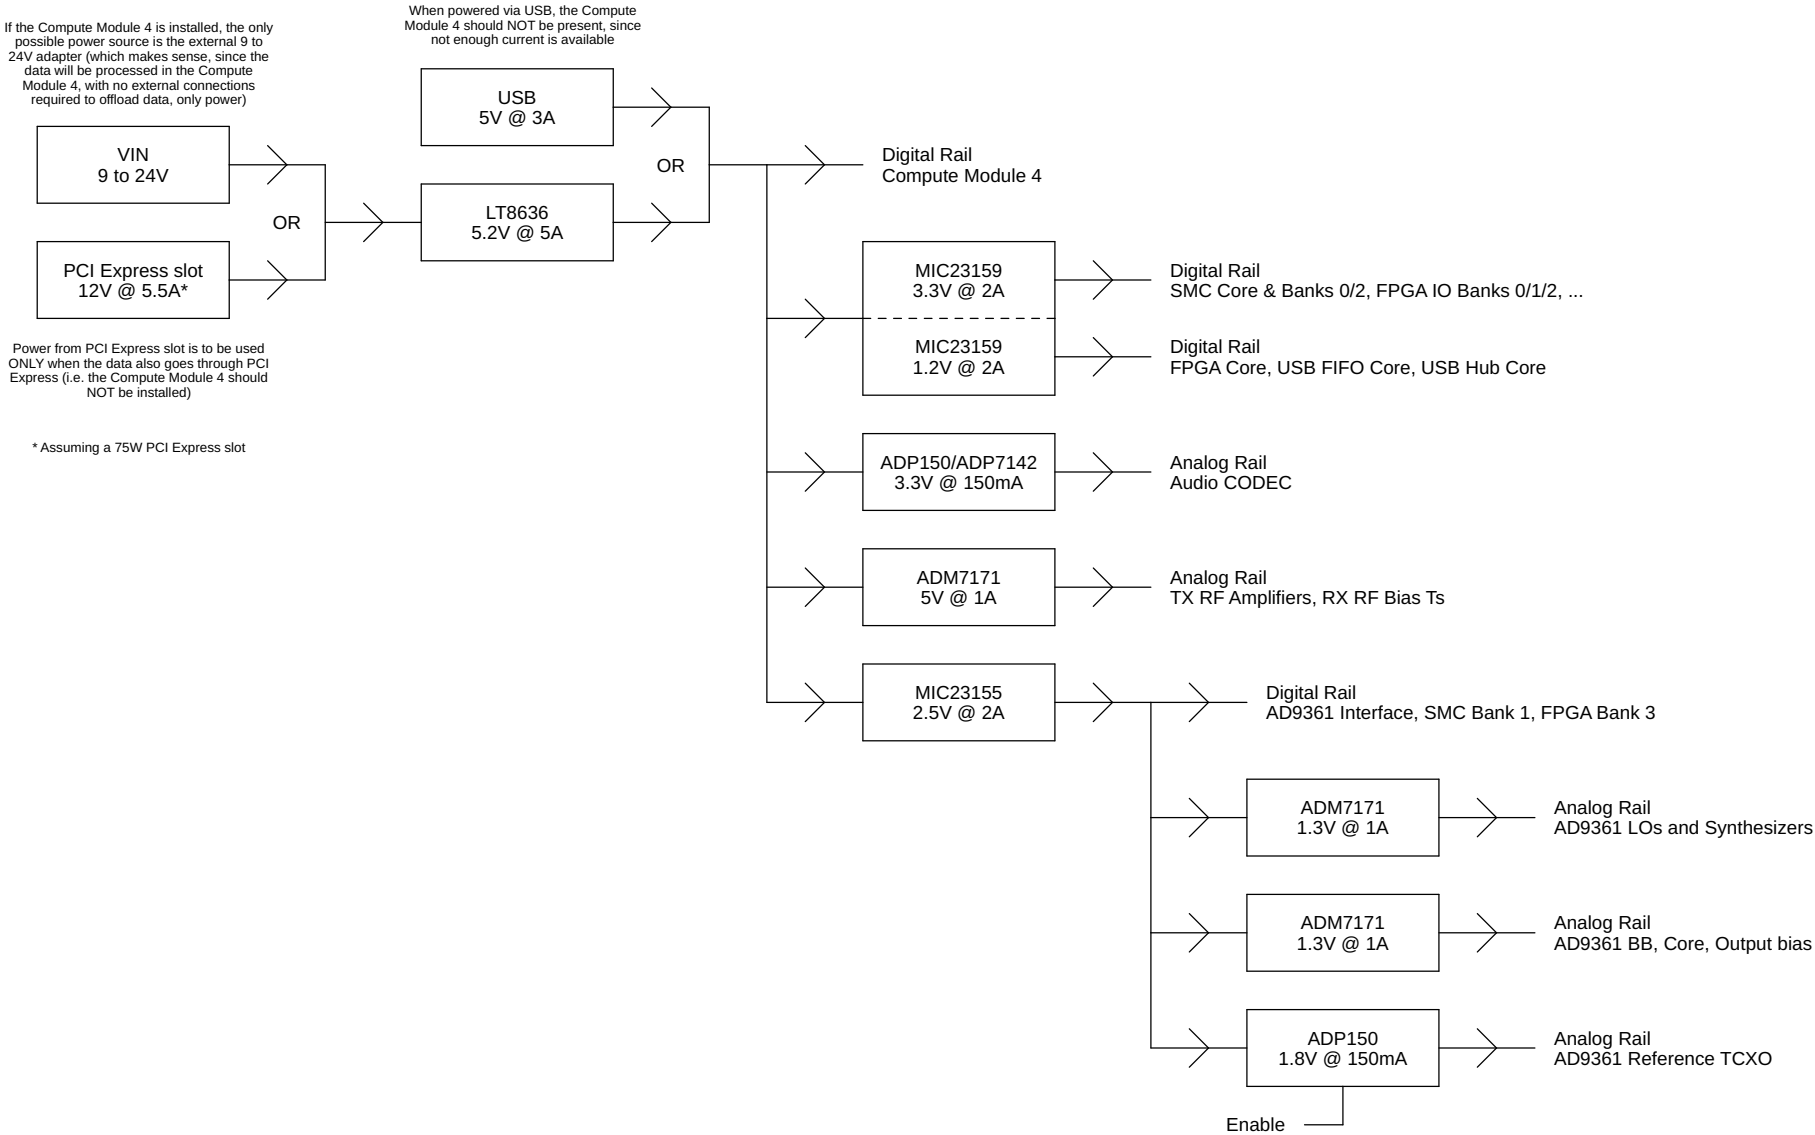 When powered via USB, the Compute
Module 4 should NOT be present, since
not enough current is available
If the Compute Module 4 is installed, the only
possible power source is the external 9 to
24V adapter (which makes sense, since the
data will be processed in the Compute
Module 4, with no external connections
required to offload data, only power)
USB
5V @ 3A
VIN
9 to 24V
OR
Digital Rail
Compute Module 4
LT8636
5.2V @ 5A
OR
PCI Express slot
12V @ 5.5A*
MIC23159
3.3V @ 2A
Digital Rail
SMC Core & Banks 0/2, FPGA IO Banks 0/1/2, ...
Power from PCI Express slot is to be used
ONLY when the data also goes through PCI
Express (i.e. the Compute Module 4 should
NOT be installed)
MIC23159
1.2V @ 2A
Digital Rail
FPGA Core, USB FIFO Core, USB Hub Core
* Assuming a 75W PCI Express slot
ADP150/ADP7142
3.3V @ 150mA
Analog Rail
Audio CODEC
ADM7171
5V @ 1A
Analog Rail
TX RF Amplifiers, RX RF Bias Ts
MIC23155
2.5V @ 2A
Digital Rail
AD9361 Interface, SMC Bank 1, FPGA Bank 3
ADM7171
1.3V @ 1A
Analog Rail
AD9361 LOs and Synthesizers
ADM7171
1.3V @ 1A
Analog Rail
AD9361 BB, Core, Output bias
ADP150
1.8V @ 150mA
Analog Rail
AD9361 Reference TCXO
Enable